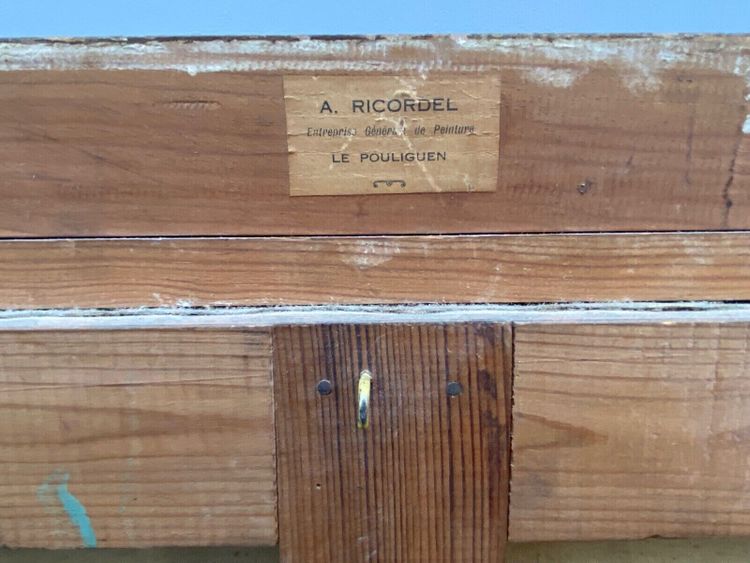 A. RICORDEL
Entreprise Générale de Peinture
LE POULIGUEN